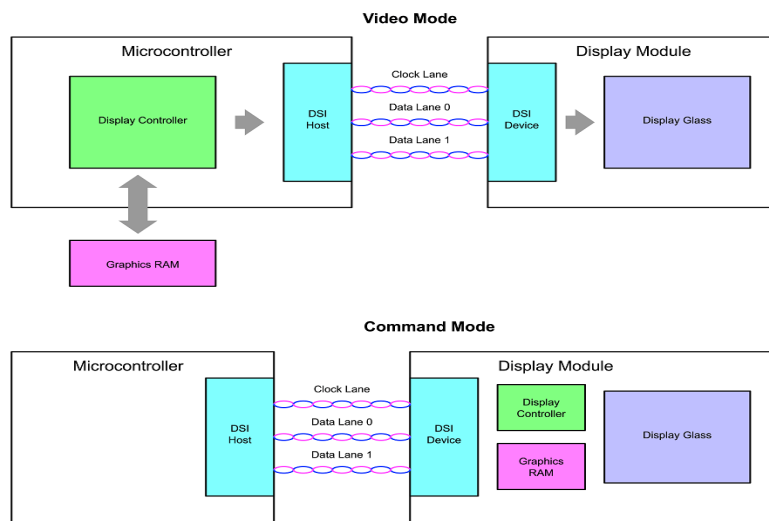 Video Mode
Microcontroller
Display Module
Clock Lane
Display Controller
DSI
Host
Data Lane 0
DSI
Device
Display Glass
Data Lane 1
Graphics RAM
Command Mode
Microcontroller
Display Module
Clock Lane
Display
Controller
DSI
Host
Data Lane 0
DSI
Device
Display Glass
Data Lane 1
Graphics
RAM